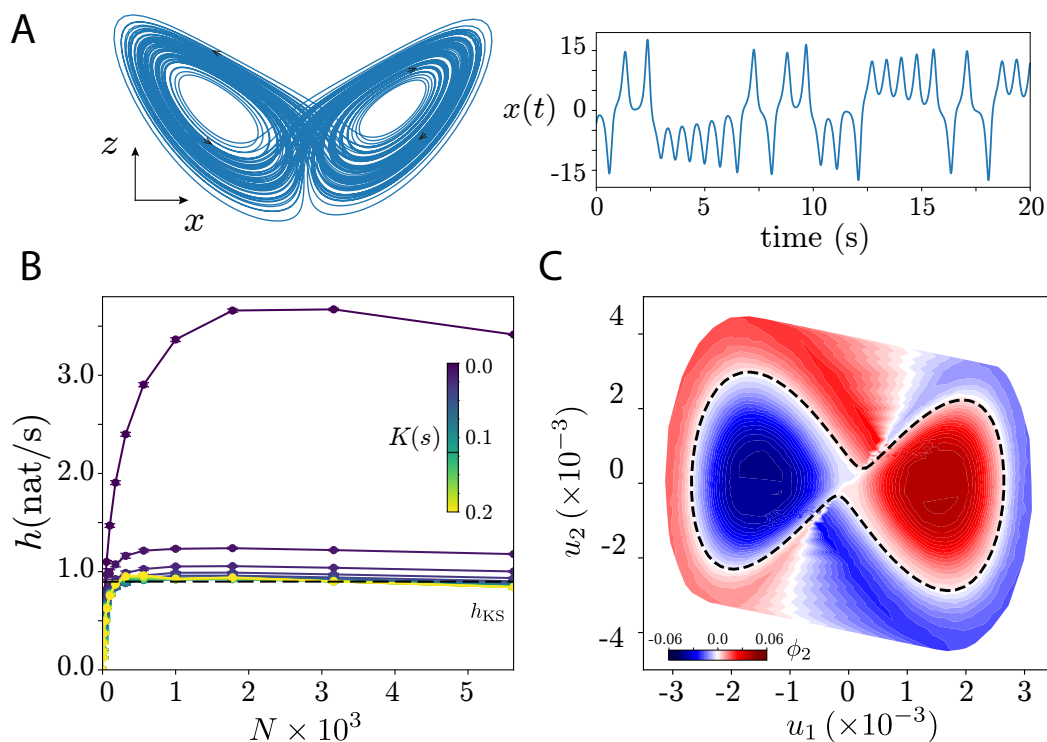 A
z
x
x(t)
15
0
-15
0
5
10
15
20
time (s)
B
h(nat/s)
3.0
2.0
1.0
0.0
K(s)
0.0
0.1
0.2
h_KS
0
1
2
3
4
5
N × 10^3
C
u_2 (×10^-3)
4
2
0
-2
-4
-0.06
0.0
0.06
ϕ_2
-3
-2
-1
0
1
2
3
u_1 (×10^-3)